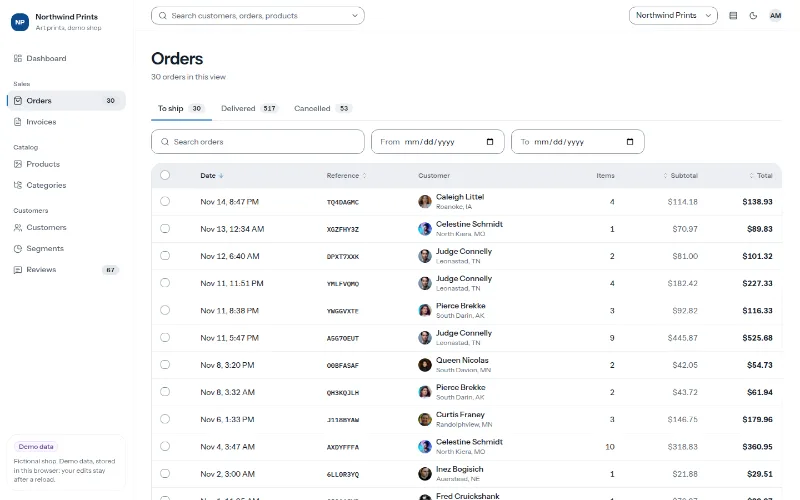 NP
Northwind Prints
Art prints, demo shop
Search customers, orders, products
Northwind Prints
AM
Dashboard
Sales
Orders 30
Invoices
Catalog
Products
Categories
Customers
Customers
Segments
Reviews 67
Demo data
Fictional shop. Demo data, stored
in this browser; your edits stay
after a reload.
Orders
30 orders in this view
To ship 30 Delivered 517 Cancelled 53
Search orders
From mm/dd/yyyy
To mm/dd/yyyy
Date Reference Customer Items Subtotal Total
Nov 14, 8:47 PM TQ4DAGMC Caleigh Littel 4 $114.18 $138.93
Roanoke, IA
Nov 13, 12:34 AM XGZFHY3Z Celestine Schmidt 1 $70.97 $89.83
North Kiera, MO
Nov 12, 6:40 AM DPXT7XXK Judge Connelly 2 $81.00 $101.32
Leonastad, TN
Nov 11, 11:51 PM YMLFVQMQ Judge Connelly 4 $182.42 $227.33
Leonastad, TN
Nov 11, 8:38 PM YWGGVXTE Pierce Brekke 3 $92.82 $116.33
South Darin, AK
Nov 11, 5:47 PM Judge Connelly 9 $445.87 $525.68
Leonastad, TN
Nov 8, 3:20 PM Queen Nicolas 2 $42.05 $54.73
South Davion, MN
Nov 8, 3:32 AM QH3KQJLH Pierce Brekke 2 $43.72 $61.94
South Darin, AK
Nov 6, 1:33 PM Curtis Franey 3 $146.75 $179.96
Randolphview, MN
Nov 4, 3:47 AM AXDYFFFA Celestine Schmidt 10 $318.83 $360.95
North Kiera, MO
Nov 2, 3:00 AM 6LL0R3YQ Inez Bogisich 1 $21.88 $29.51
Auenstead, NE
Fred Cruickshank